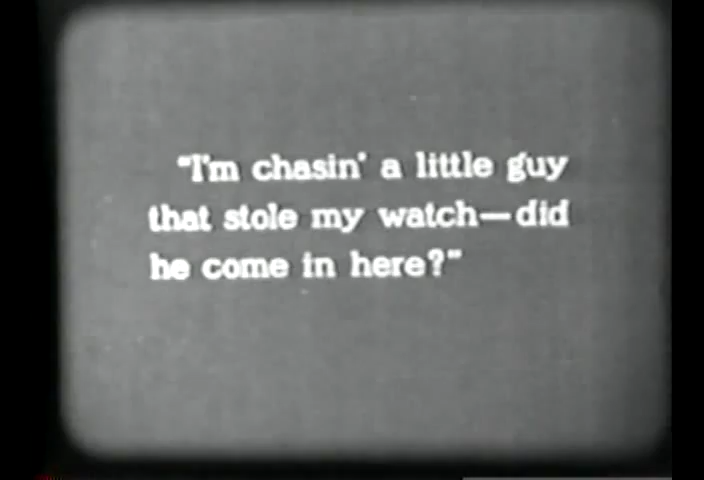 "I'm chasin' a little guy
that stole my watch—did
he come in here?"